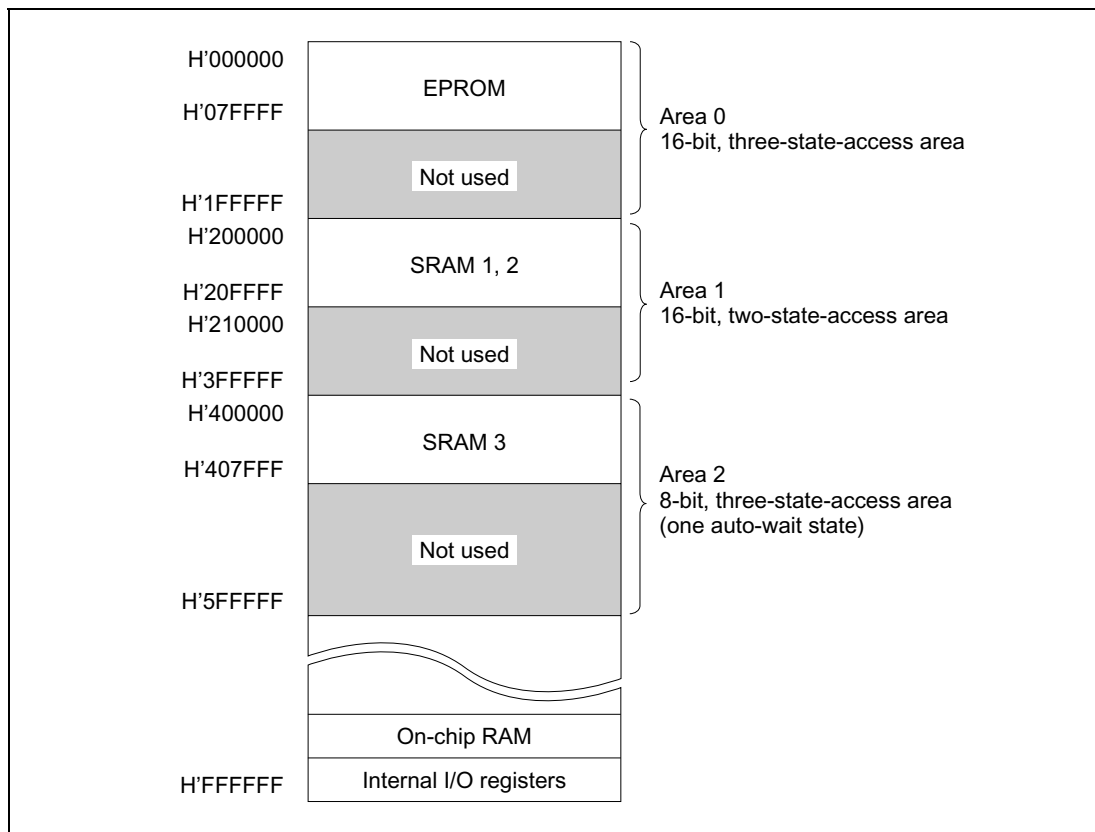 H’000000
EPROM
H’07FFFF
Area 0
16-bit, three-state-access area
Not used
H’1FFFFF
H’200000
SRAM 1, 2
H’20FFFF
Area 1
16-bit, two-state-access area
H’210000
Not used
H’3FFFFF
H’400000
SRAM 3
H’407FFF
Area 2
8-bit, three-state-access area
(one auto-wait state)
Not used
H’5FFFFF
On-chip RAM
Internal I/O registers
H’FFFFFF